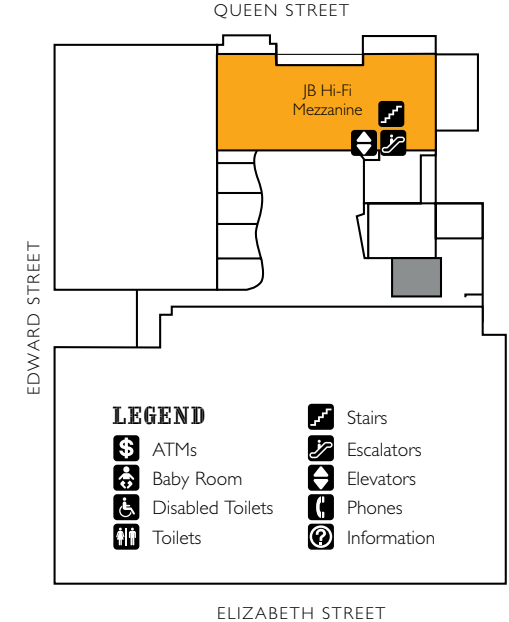 QUEEN STREET
JB Hi-Fi
Mezzanine
EDWARD STREET
LEGEND
$ ATMs
Baby Room
Disabled Toilets
Toilets
Stairs
Escalators
Elevators
Phones
? Information
ELIZABETH STREET